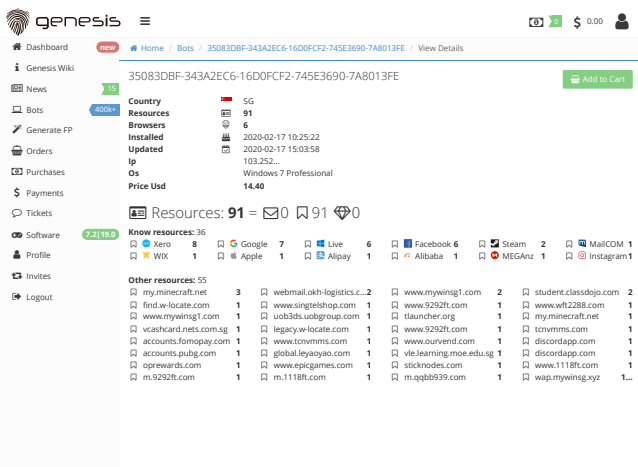 genesis
0
$ 0.00
Dashboard new
Genesis Wiki
News 15
Bots 400k+
Generate FP
Orders
Purchases
Payments
Tickets
Software 7.2|19.0
Profile
Invites
Logout
Home / Bots / 35083DBF-343A2EC6-16D0FCF2-745E3690-7A8013FE / View Details
35083DBF-343A2EC6-16D0FCF2-745E3690-7A8013FE
Add to Cart
Country SG
Resources 91
Browsers 6
Installed 2020-02-17 10:25:22
Updated 2020-02-17 15:03:58
Ip 103.252...
Os Windows 7 Professional
Price Usd 14.40
Resources: 91 = 0 91 0
Know resources: 36
Xero 8 Google 7 Live 6 Facebook 6 Steam 2 MailCOM 1
WIX 1 Apple 1 Alipay 1 Alibaba 1 MEGAnz 1 Instagram 1
Other resources: 55
my.minecraft.net 3 webmail.okh-logistics.c... 2 www.mywinsg1.com 2 student.classdojo.com 2
find.w-locate.com 1 www.singtelshop.com 1 www.9292ft.com 1 www.wft2288.com 1
www.mywinsg1.com 1 uob3ds.uobgroup.com 1 tlauncher.org 1 my.minecraft.net 1
vcashcard.nets.com.sg 1 legacy.w-locate.com 1 www.9292ft.com 1 tcnvmms.com 1
accounts.fomopay.com 1 www.tcnvmms.com 1 www.ourvend.com 1 discordapp.com 1
accounts.pubg.com 1 global.leyaoyao.com 1 vle.learning.moe.edu.sg 1 discordapp.com 1
oprewards.com 1 www.epicgames.com 1 sticknodes.com 1 www.1118ft.com 1
m.9292ft.com 1 m.1118ft.com 1 m.qqbb939.com 1 wap.mywinsg.xyz 1...